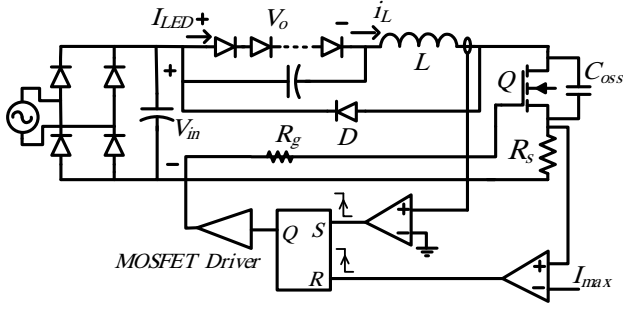 I_LED + V_o - i_L
L
Q C_oss
+ V_in -
D
R_g R_s
+ -
Q S
R
MOSFET Driver
+ - I_max